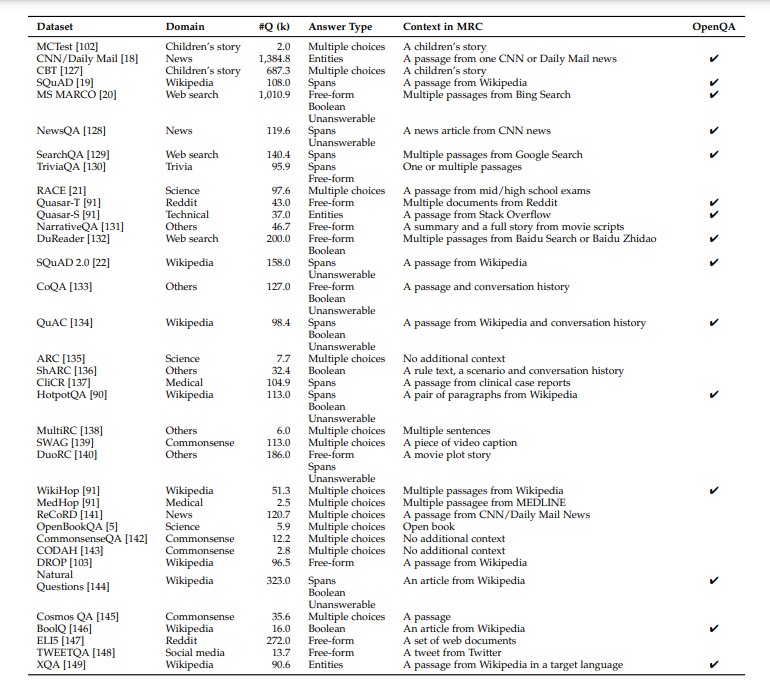 Dataset Domain #Q (k) Answer Type Context in MRC OpenQA
MCTest [102] Children's story 2.0 Multiple choices A children's story
CNN/Daily Mail [18] News 1,384.8 Entities A passage from one CNN or Daily Mail news ✔
CBT [127] Children's story 687.3 Multiple choices A children's story
SQuAD [19] Wikipedia 108.0 Spans A passage from Wikipedia ✔
MS MARCO [20] Web search 1,010.9 Free-form Multiple passages from Bing Search ✔
Boolean
Unanswerable
NewsQA [128] News 119.6 Spans A news article from CNN news ✔
Unanswerable
SearchQA [129] Web search 140.4 Spans Multiple passages from Google Search ✔
TriviaQA [130] Trivia 95.9 Spans One or multiple passages
Free-form
RACE [21] Science 97.6 Multiple choices A passage from mid/high school exams
Quasar-T [91] Reddit 43.0 Free-form Multiple documents from Reddit ✔
Quasar-S [91] Technical 37.0 Entities A passage from Stack Overflow ✔
NarrativeQA [131] Others 46.7 Free-form A summary and a full story from movie scripts
DuReader [132] Web search 200.0 Free-form Multiple passages from Baidu Search or Baidu Zhidao ✔
Boolean
SQuAD 2.0 [22] Wikipedia 158.0 Spans A passage from Wikipedia ✔
Unanswerable
CoQA [133] Others 127.0 Free-form A passage and conversation history
Boolean
Unanswerable
QuAC [134] Wikipedia 98.4 Spans A passage from Wikipedia and conversation history ✔
Boolean
Unanswerable
ARC [135] Science 7.7 Multiple choices No additional context
ShARC [136] Others 32.4 Boolean A rule text, a scenario and conversation history
CliCR [137] Medical 104.9 Spans A passage from clinical case reports
HotpotQA [90] Wikipedia 113.0 Spans A pair of paragraphs from Wikipedia ✔
Boolean
Unanswerable
MultiRC [138] Others 6.0 Multiple choices Multiple sentences
SWAG [139] Commonsense 113.0 Multiple choices A piece of video caption
DuoRC [140] Others 186.0 Free-form A movie plot story
Spans
Unanswerable
WikiHop [91] Wikipedia 51.3 Multiple choices Multiple passages from Wikipedia ✔
MedHop [91] Medical 2.5 Multiple choices Multiple passagee from MEDLINE
ReCoRD [141] News 120.7 Multiple choices A passage from CNN/Daily Mail News
OpenBookQA [5] Science 5.9 Multiple choices Open book
CommonsenseQA [142] Commonsense 12.2 Multiple choices No additional context
CODAH [143] Commonsense 2.8 Multiple choices No additional context
DROP [103] Wikipedia 96.5 Free-form A passage from Wikipedia
Natural
Questions [144] Wikipedia 323.0 Spans An article from Wikipedia ✔
Boolean
Unanswerable
Cosmos QA [145] Commonsense 35.6 Multiple choices A passage
BoolQ [146] Wikipedia 16.0 Boolean An article from Wikipedia ✔
ELI5 [147] Reddit 272.0 Free-form A set of web documents
TWEETQA [148] Social media 13.7 Free-form A tweet from Twitter
XQA [149] Wikipedia 90.6 Entities A passage from Wikipedia in a target language ✔